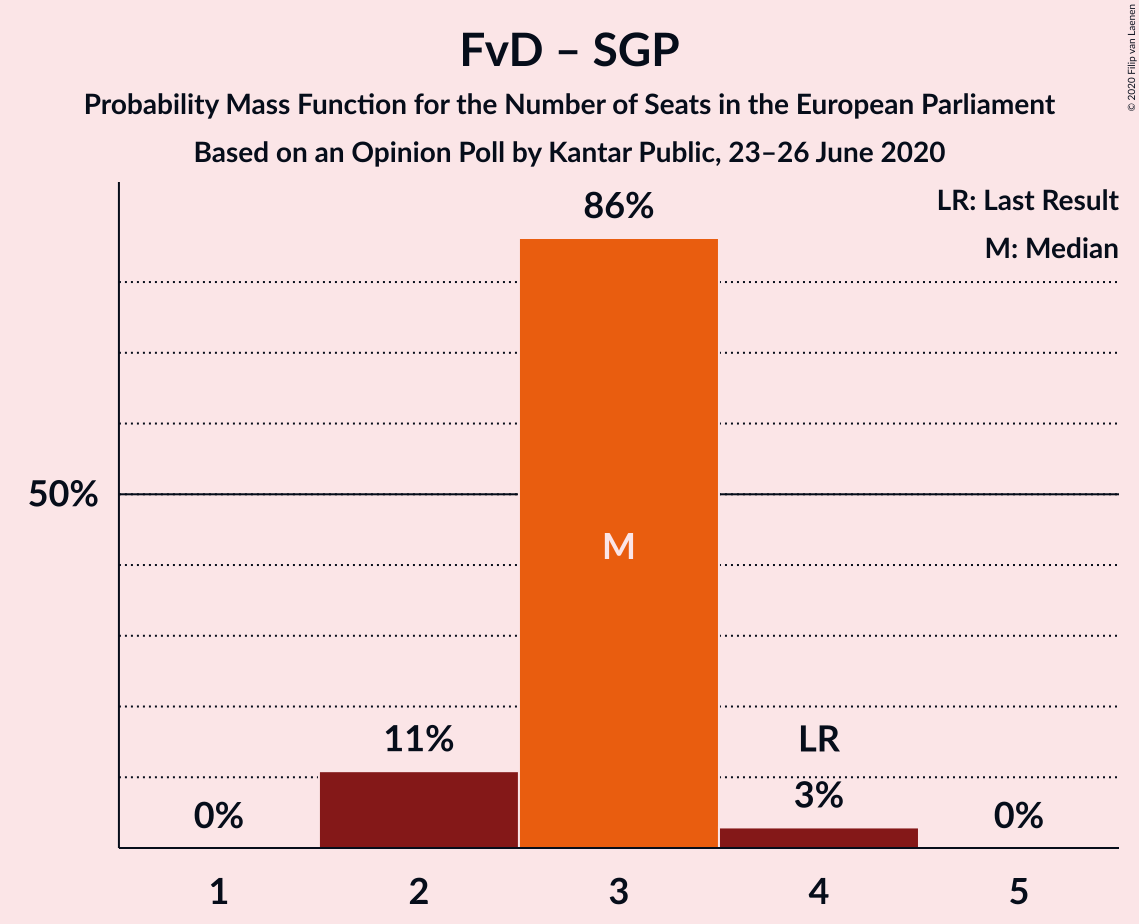 FvD – SGP
Probability Mass Function for the Number of Seats in the European Parliament
Based on an Opinion Poll by Kantar Public, 23–26 June 2020
© 2020 Filip van Laenen
LR: Last Result
M: Median
86%
50%
M
11%
LR
3%
0%
0%
1 2 3 4 5